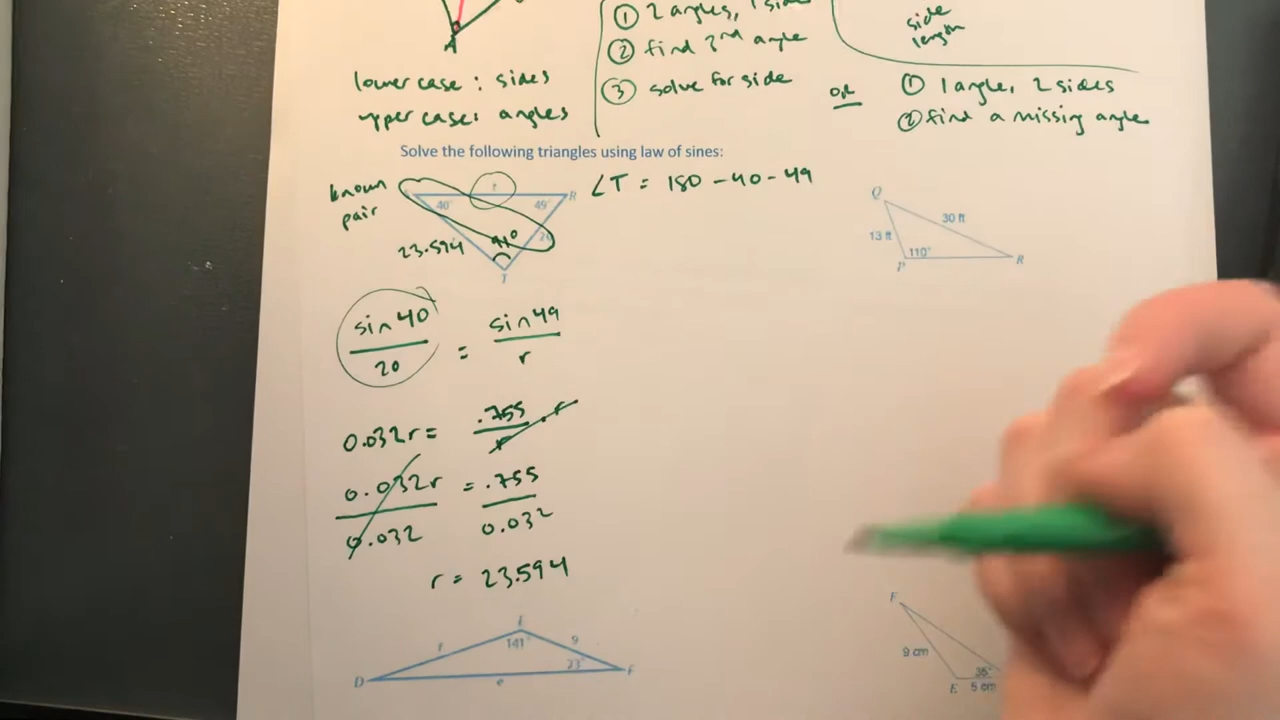 A
lower case : sides
upper case: angles
① 2 angles, 1 side
② find 3rd angle
③ solve for side
side
length
OR
① 1 angle, 2 sides
② find a missing angle
Solve the following triangles using law of sines:
known
pair
t
R
40°
49°
23.594
91°
20
T
∠T = 180 - 40 - 49
Q
30 ft
13 ft
110°
P
R
sin 40
20
=
sin 49
r
0.032r =
.755
r
. r
0.032r
0.032
= .755
0.032
r = 23.594
141°
f
9
23°
D
e
F
F
9 cm
35°
E
5 cm